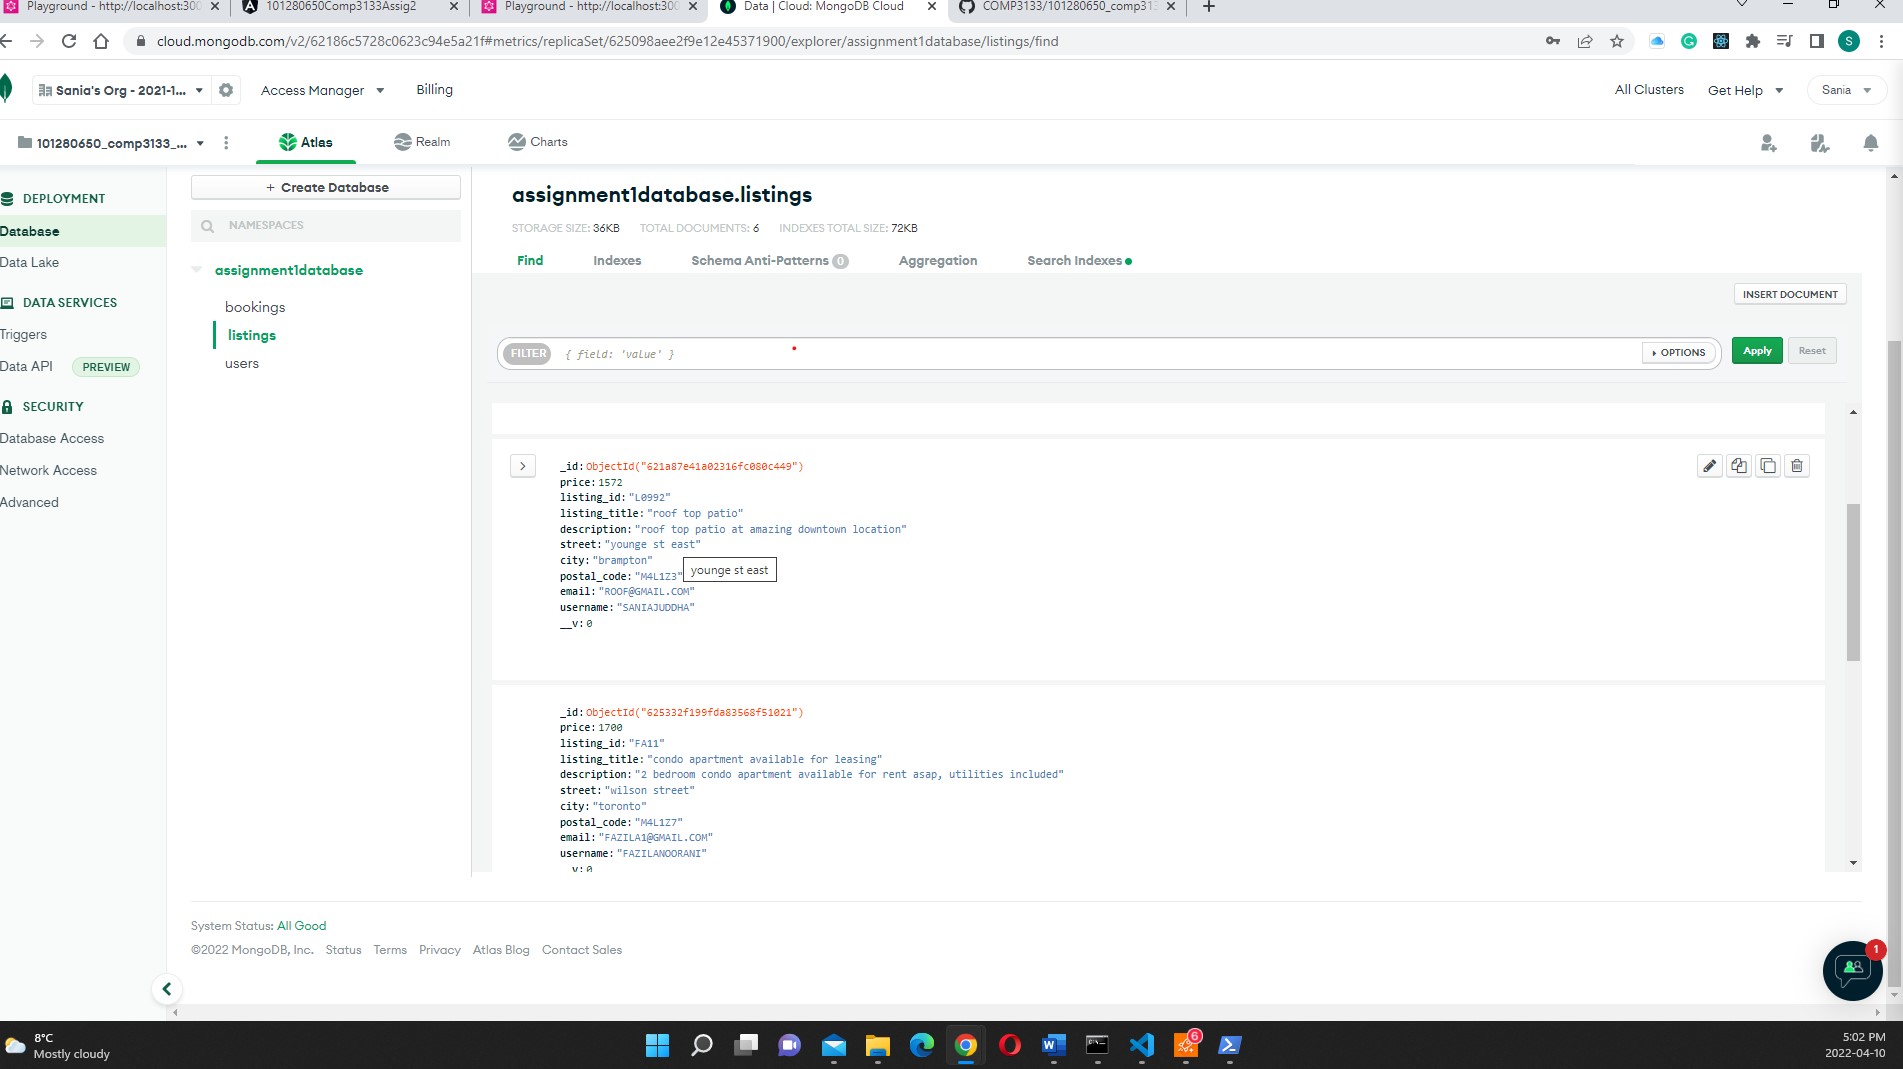 Playground - http://localhost:300
101280650Comp3133Assig2
Playground - http://localhost:300
Data | Cloud: MongoDB Cloud
COMP3133/101280650_comp313
cloud.mongodb.com/v2/62186c5728c0623c94e5a21f#metrics/replicaSet/625098aee2f9e12e45371900/explorer/assignment1database/listings/find
S
Sania's Org - 2021-1...
Access Manager
Billing
All Clusters
Get Help
Sania
101280650_comp3133_...
Atlas
Realm
Charts
DEPLOYMENT
Database
Data Lake
DATA SERVICES
Triggers
Data API
PREVIEW
SECURITY
Database Access
Network Access
Advanced
+ Create Database
NAMESPACES
assignment1database
bookings
listings
users
assignment1database.listings
STORAGE SIZE: 36KB TOTAL DOCUMENTS: 6 INDEXES TOTAL SIZE: 72KB
Find
Indexes
Schema Anti-Patterns 0
Aggregation
Search Indexes
INSERT DOCUMENT
FILTER
{ field: 'value' }
OPTIONS
Apply
Reset
_id: ObjectId("621a87e41a02316fc080c449")
price: 1572
listing_id: "L0992"
listing_title: "roof top patio"
description: "roof top patio at amazing downtown location"
street: "younge st east"
city: "brampton"
postal_code: "M4L1Z3"
younge st east
email: "ROOF@GMAIL.COM"
username: "SANIAJUDDHA"
__v: 0
_id: ObjectId("625332f199fda83568f51021")
price: 1700
listing_id: "FA11"
listing_title: "condo apartment available for leasing"
description: "2 bedroom condo apartment available for rent asap, utilities included"
street: "wilson street"
city: "toronto"
postal_code: "M4L1Z7"
email: "FAZILA1@GMAIL.COM"
username: "FAZILANOORANI"
__v: 0
System Status: All Good
©2022 MongoDB, Inc. Status Terms Privacy Atlas Blog Contact Sales
1
8°C
Mostly cloudy
6
5:02 PM
2022-04-10